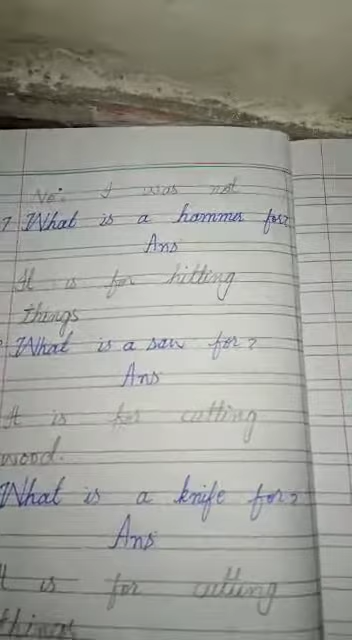 No. I was not
7 What is a hammer for?
Ans
It is for hitting
things
What is a saw for?
Ans
It is for cutting
wood.
What is a knife for?
Ans
It is for cutting
things